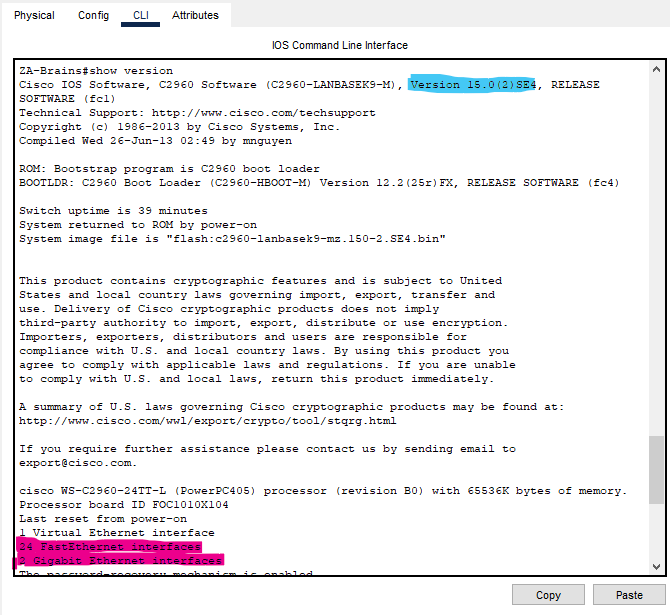 Physical Config CLI Attributes
IOS Command Line Interface
ZA-Brains#show version
Cisco IOS Software, C2960 Software (C2960-LANBASEK9-M), Version 15.0(2)SE4, RELEASE
SOFTWARE (fc1)
Technical Support: http://www.cisco.com/techsupport
Copyright (c) 1986-2013 by Cisco Systems, Inc.
Compiled Wed 26-Jun-13 02:49 by mnguyen
ROM: Bootstrap program is C2960 boot loader
BOOTLDR: C2960 Boot Loader (C2960-HBOOT-M) Version 12.2(25r)FX, RELEASE SOFTWARE (fc4)
Switch uptime is 39 minutes
System returned to ROM by power-on
System image file is "flash:c2960-lanbasek9-mz.150-2.SE4.bin"
This product contains cryptographic features and is subject to United
States and local country laws governing import, export, transfer and
use. Delivery of Cisco cryptographic products does not imply
third-party authority to import, export, distribute or use encryption.
Importers, exporters, distributors and users are responsible for
compliance with U.S. and local country laws. By using this product you
agree to comply with applicable laws and regulations. If you are unable
to comply with U.S. and local laws, return this product immediately.
A summary of U.S. laws governing Cisco cryptographic products may be found at:
http://www.cisco.com/wwl/export/crypto/tool/stqrg.html
If you require further assistance please contact us by sending email to
export@cisco.com.
cisco WS-C2960-24TT-L (PowerPC405) processor (revision B0) with 65536K bytes of memory.
Processor board ID FOC1010X104
Last reset from power-on
1 Virtual Ethernet interface
24 FastEthernet interfaces
2 Gigabit Ethernet interfaces
The password-recovery mechanism is enabled.
Copy Paste